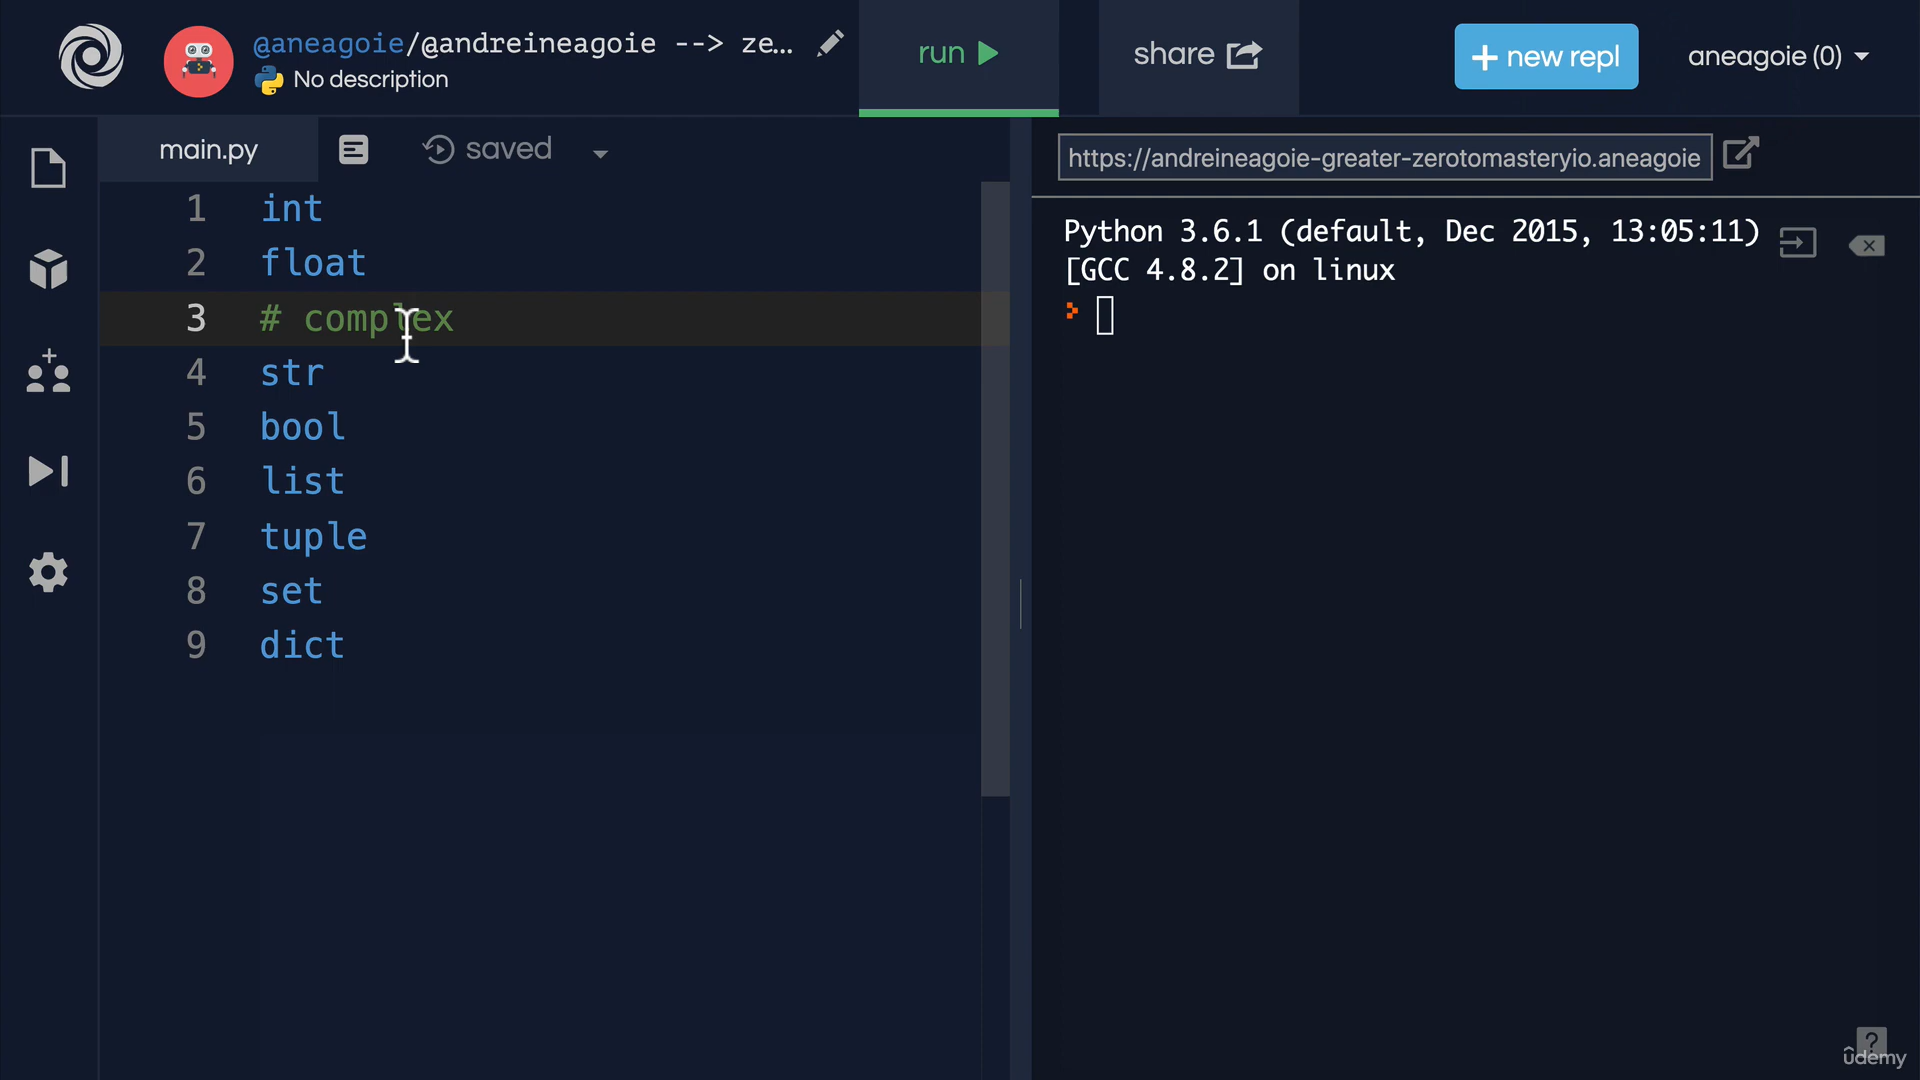 @aneagoie/@andreineagoie --> ze...
No description
run
share
+ new repl
aneagoie (0)
main.py
saved
https://andreineagoie-greater-zerotomasteryio.aneagoie
1 int
2 float
3 # complex
4 str
5 bool
6 list
7 tuple
8 set
9 dict
Python 3.6.1 (default, Dec 2015, 13:05:11)
[GCC 4.8.2] on linux
?
ûdemy